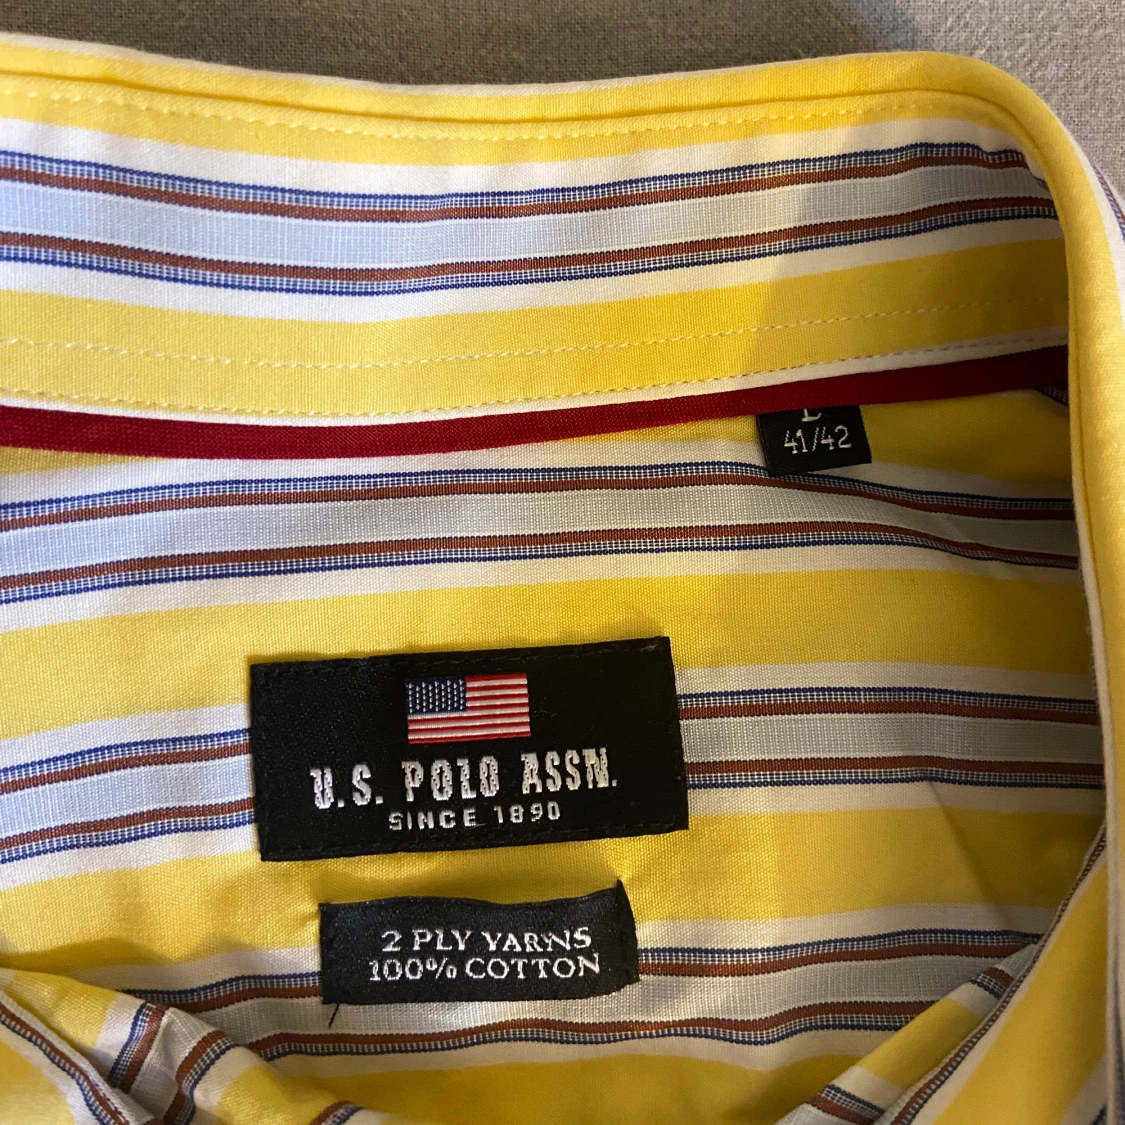 L
41/42
U.S. POLO ASSN.
SINCE 1890
2 PLY YARNS
100% COTTON